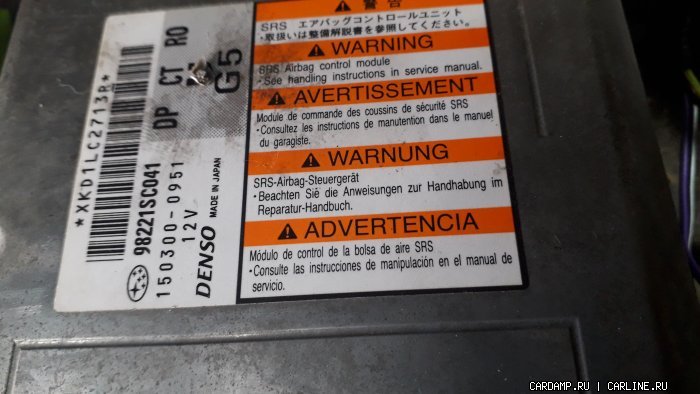 *XKD1LC2713R*
98221SC041
150300-0951
12V
DENSO MADE IN JAPAN
DP CT RO
G5
警告
SRS エアバッグコントロールユニット
・取扱いは整備解説書を参照してください。
WARNING
SRS Airbag control module
・See handling instructions in service manual.
AVERTISSEMENT
Module de commande des coussins de sécurité SRS
・Consultez les instructions de manutention dans le manuel
du garagiste.
WARNUNG
SRS-Airbag-Steuergerät
・Beachten Sie die Anweisungen zur Handhabung im
Reparatur-Handbuch.
ADVERTENCIA
Módulo de control de la bolsa de aire SRS
・Consulte las instrucciones de manipulación en el manual de
servicio.
CARDAMP.RU | CARLINE.RU